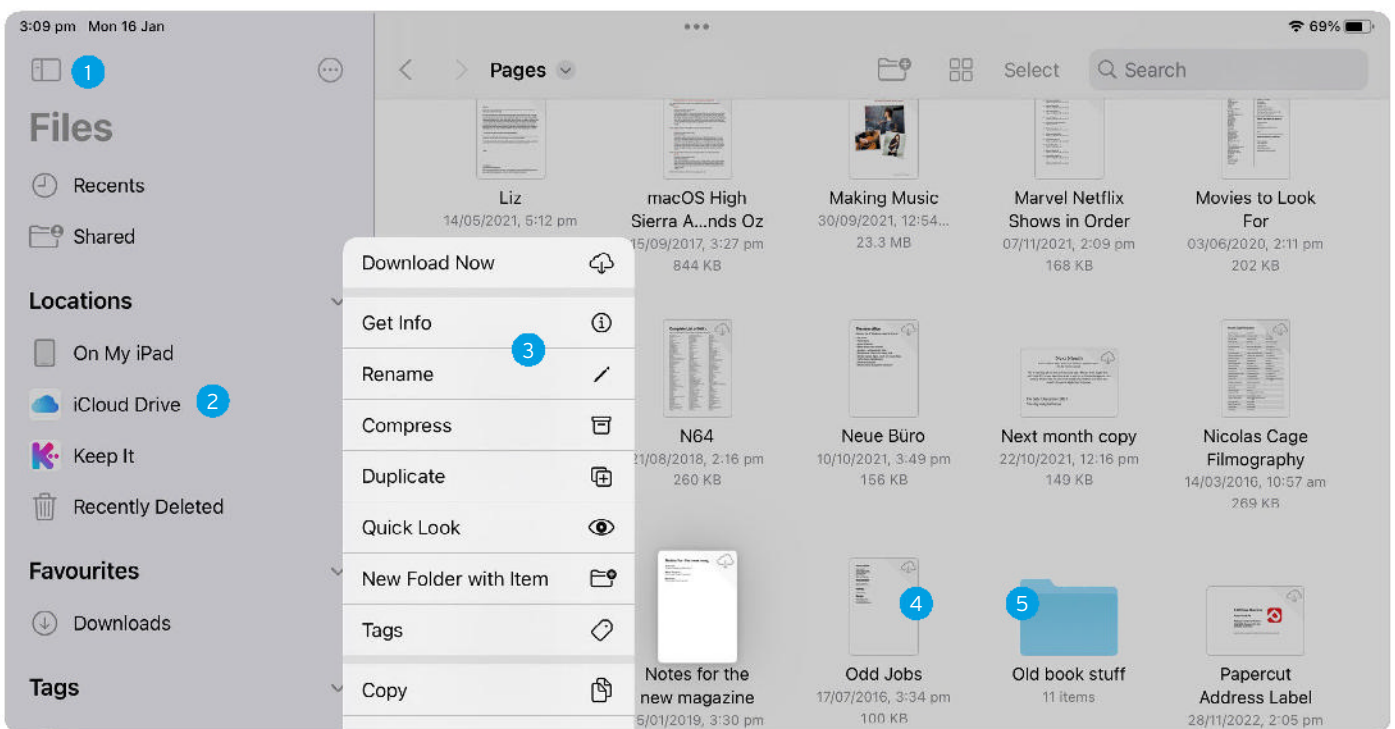 3:09 pm Mon 16 Jan
69%
1
Pages
Select
Search
Files
Recents
Shared
Locations
On My iPad
iCloud Drive
2
Keep It
Recently Deleted
Favourites
Downloads
Tags
Download Now
Get Info
3
Rename
Compress
Duplicate
Quick Look
New Folder with Item
Tags
Copy
Liz
14/05/2021, 5:12 pm
macOS High
Sierra A...nds Oz
15/09/2017, 3:27 pm
844 KB
Making Music
30/09/2021, 12:54...
23.3 MB
Marvel Netflix
Shows in Order
07/11/2021, 2:09 pm
168 KB
Movies to Look
For
03/06/2020, 2:11 pm
202 KB
N64
21/08/2018, 2:16 pm
260 KB
Neue Büro
10/10/2021, 3:49 pm
156 KB
Next month copy
22/10/2021, 12:16 pm
149 KB
Nicolas Cage
Filmography
14/03/2016, 10:57 am
269 KB
Notes for the new mag
Notes for the
new magazine
5/01/2019, 3:30 pm
4
Odd Jobs
17/07/2016, 3:34 pm
100 KB
5
Old book stuff
11 items
Papercut
Address Label
28/11/2022, 2:05 pm